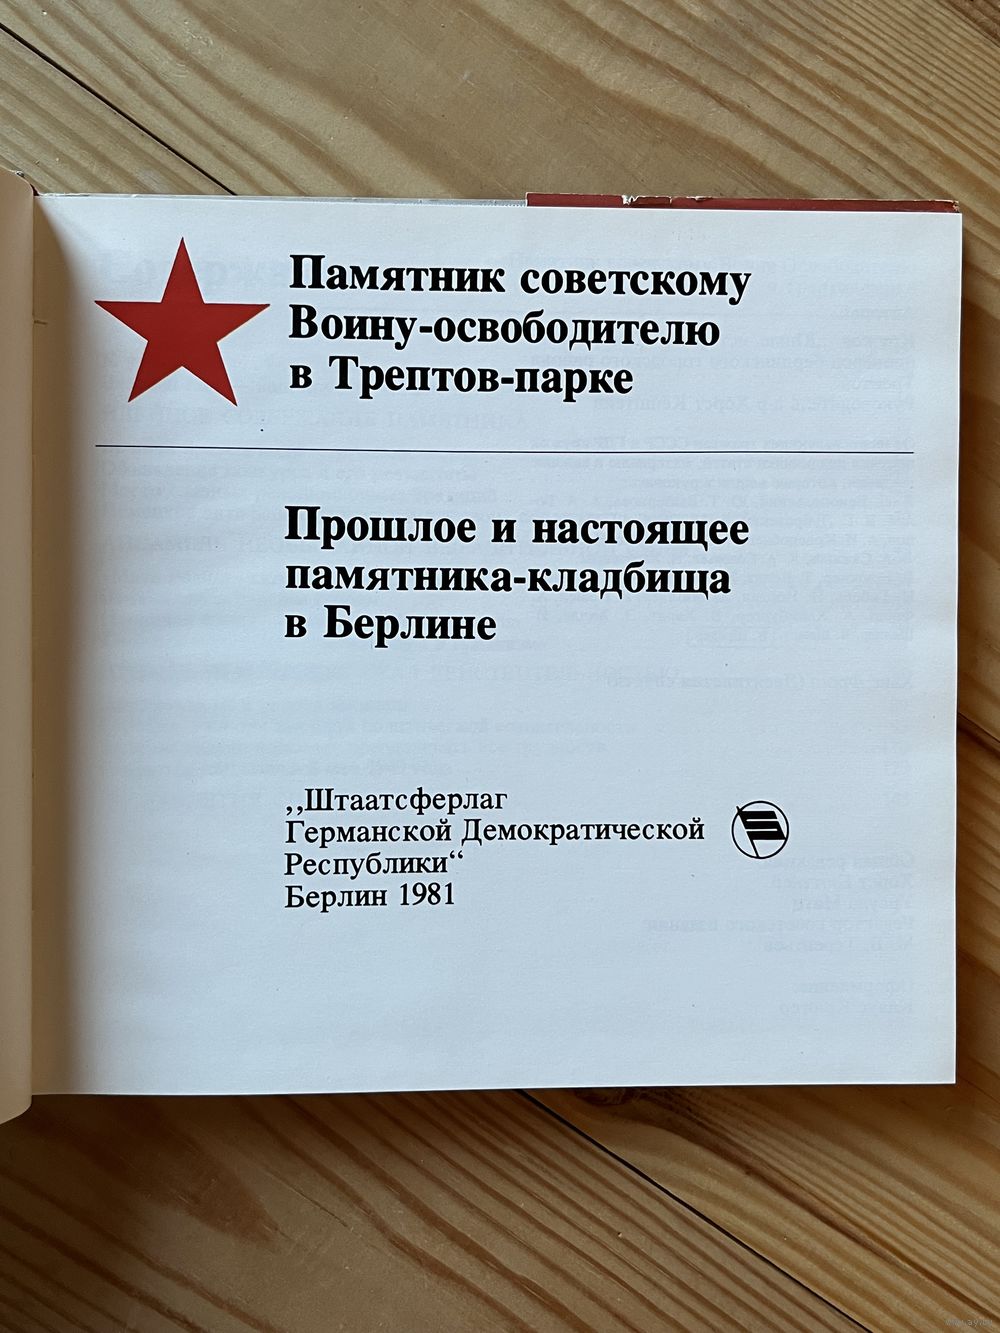 Памятник советскому
Воину-освободителю
в Трептов-парке
Прошлое и настоящее
памятника-кладбища
в Берлине
,,Штаатсферлаг
Германской Демократической
Республики“
Берлин 1981